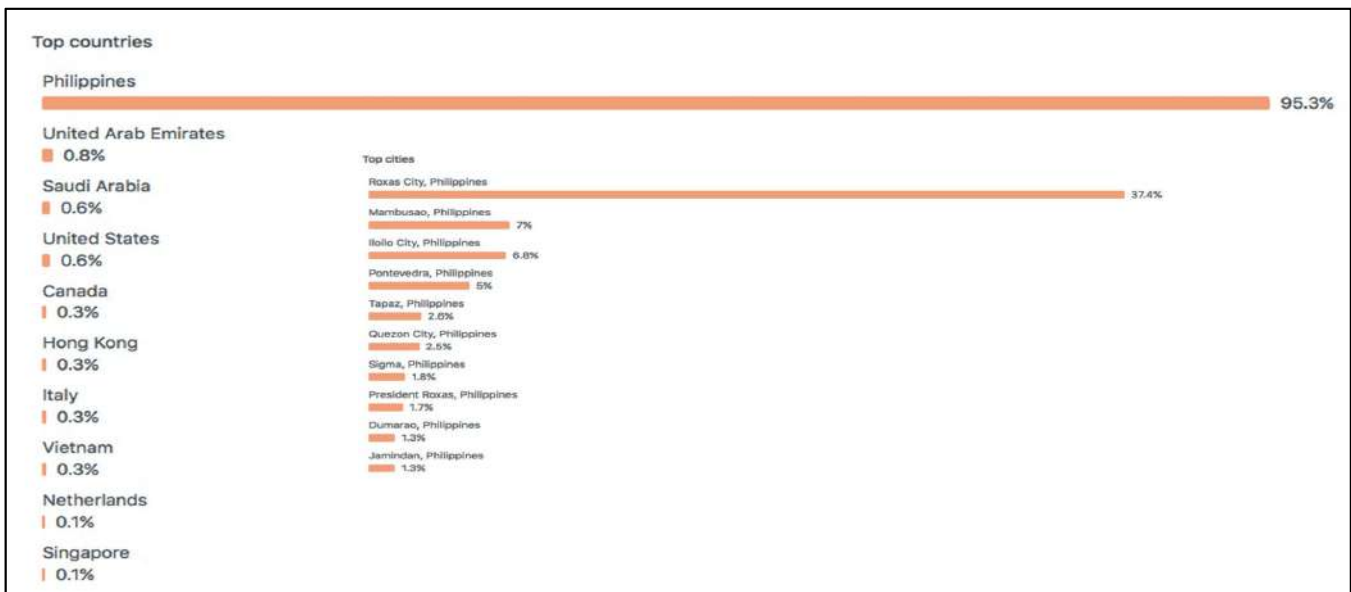 Top countries
Philippines
95.3%
United Arab Emirates
0.8%
Saudi Arabia
0.6%
United States
0.6%
Canada
0.3%
Hong Kong
0.3%
Italy
0.3%
Vietnam
0.3%
Netherlands
0.1%
Singapore
0.1%
Top cities
Roxas City, Philippines
37.4%
Mambusao, Philippines
7%
Iloilo City, Philippines
6.8%
Pontevedra, Philippines
5%
Tapaz, Philippines
2.6%
Quezon City, Philippines
2.5%
Sigma, Philippines
1.8%
President Roxas, Philippines
1.7%
Dumarao, Philippines
1.3%
Jamindan, Philippines
1.3%